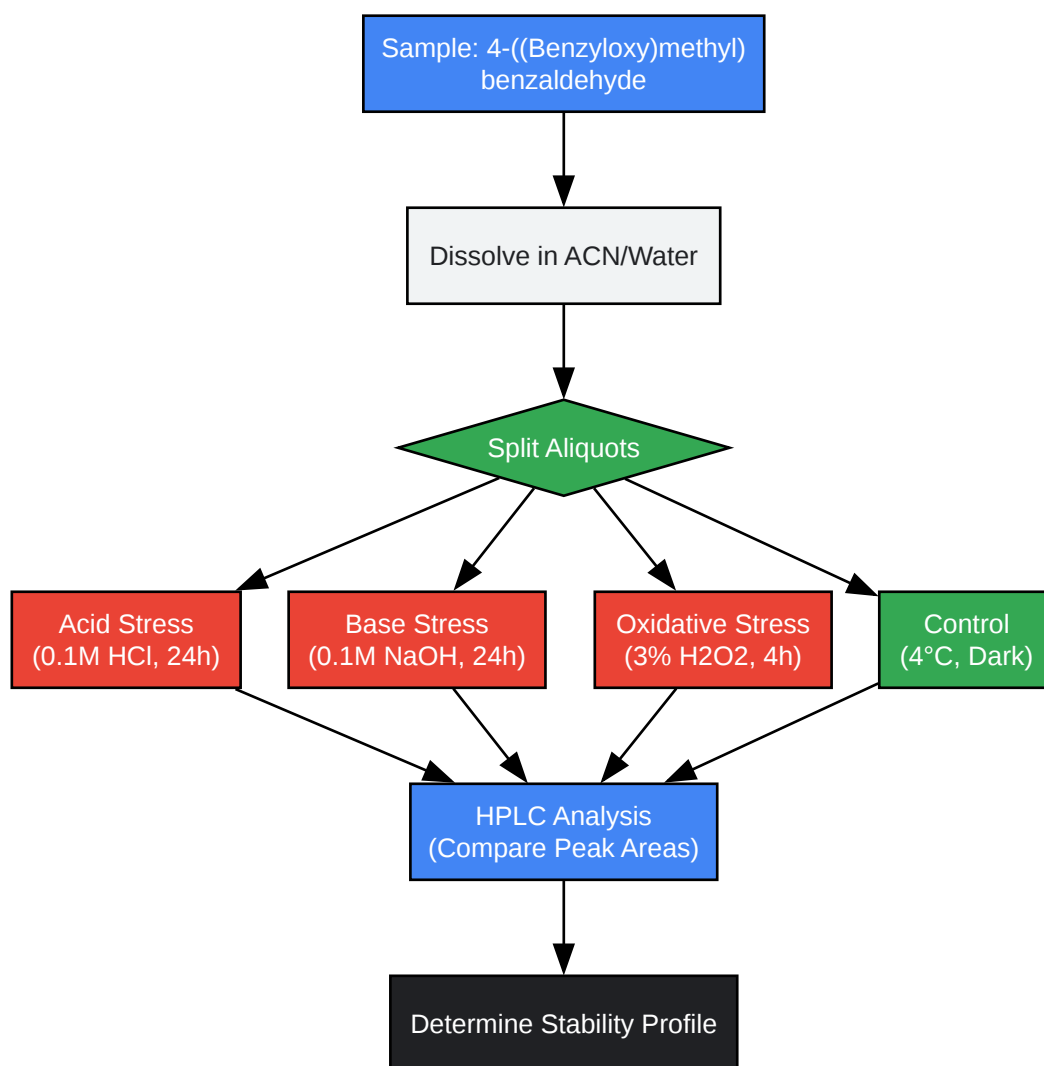 Sample: 4-((Benzyloxy)methyl)
benzaldehyde
Dissolve in ACN/Water
Split Aliquots
Acid Stress
(0.1M HCl, 24h)
Base Stress
(0.1M NaOH, 24h)
Oxidative Stress
(3% H2O2, 4h)
Control
(4°C, Dark)
HPLC Analysis
(Compare Peak Areas)
Determine Stability Profile